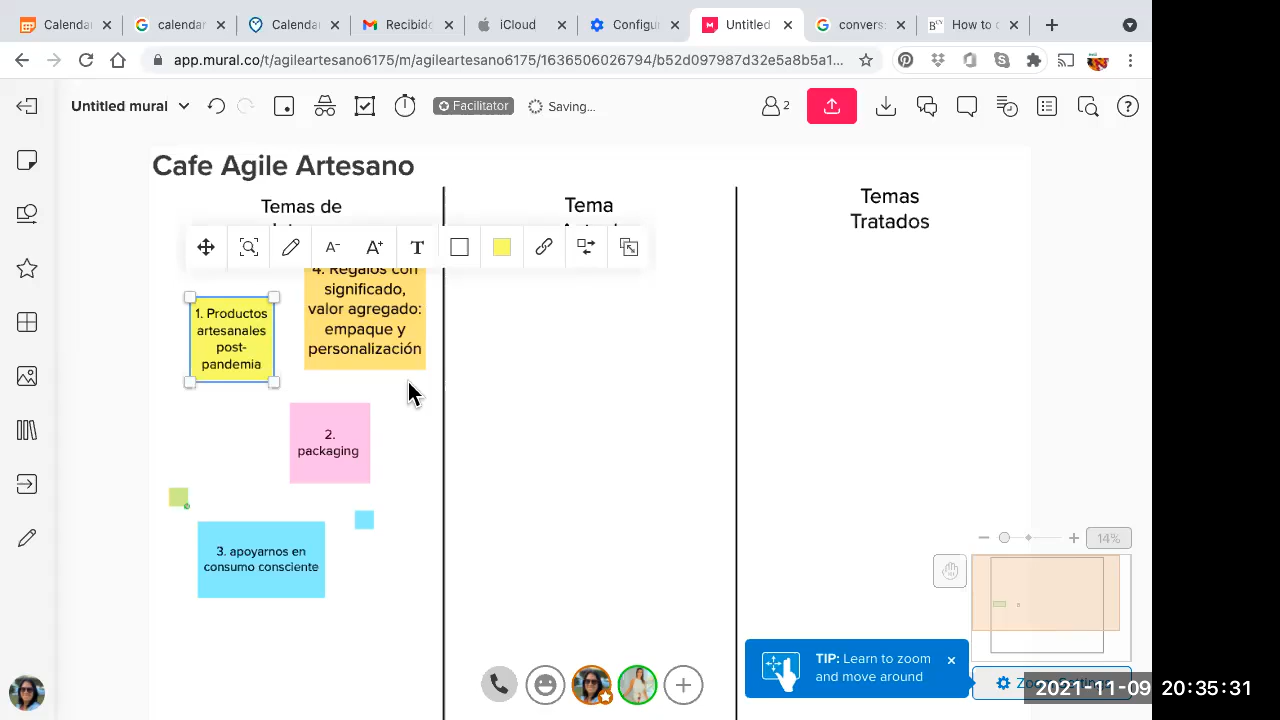 Calendar
calendar
Calendar
Recibido
iCloud
Configur
Untitled
convers
How to c
app.mural.co/t/agileartesano6175/m/agileartesano6175/1636506026794/b52d097987d32e5a8b5a1...
Untitled mural
Facilitator
Saving...
2
Cafe Agile Artesano
Temas de
Tema
Temas
Tratados
A-
A+
T
4. Regalos con
significado,
valor agregado:
empaque y
personalización
1. Productos
artesanales
post-
pandemia
2.
packaging
3. apoyarnos en
consumo consciente
14%
TIP: Learn to zoom
and move around
Zoom Settings
2021-11-09 20:35:31